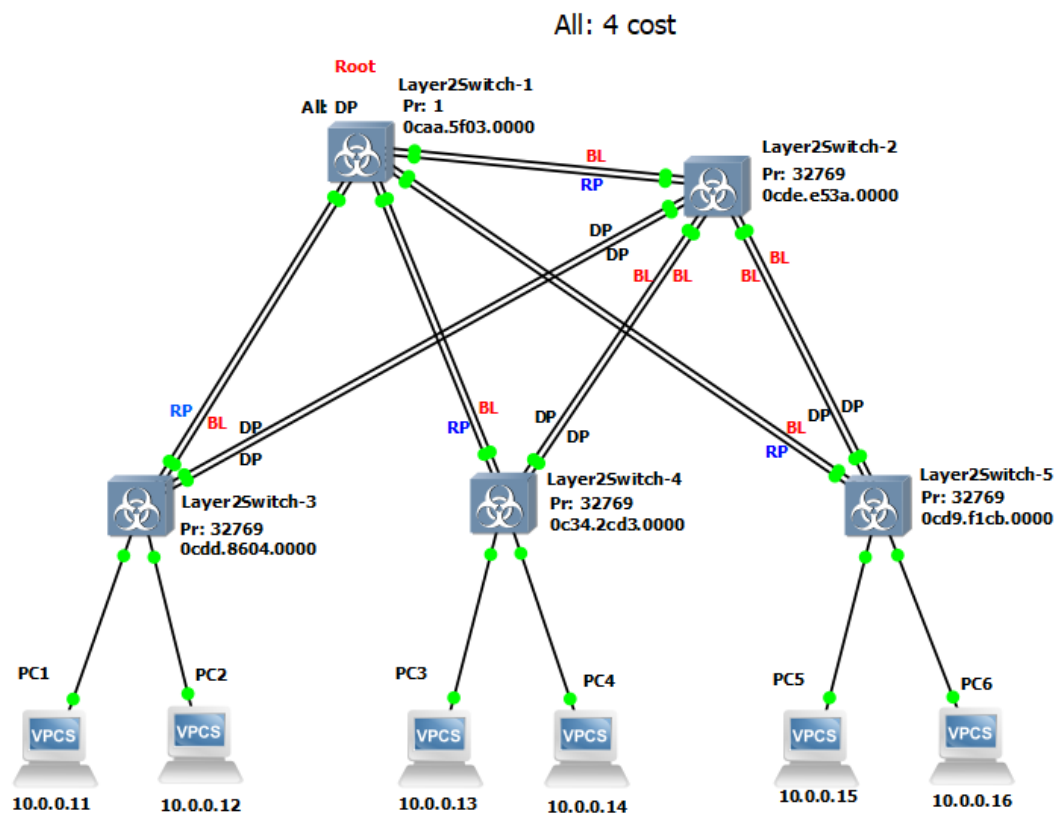 All: 4 cost
Root
Layer2Switch-1
Pr: 1
0caa.5f03.0000
All: DP
Layer2Switch-2
Pr: 32769
0cde.e53a.0000
BL
RP
DP
DP
BL
BL
BL
BL
RP
BL
DP
DP
BL
RP
DP
DP
BL
RP
DP
DP
Layer2Switch-3
Pr: 32769
0cdd.8604.0000
Layer2Switch-4
Pr: 32769
0c34.2cd3.0000
Layer2Switch-5
Pr: 32769
0cd9.f1cb.0000
PC1
PC2
PC3
PC4
PC5
PC6
VPCS
VPCS
VPCS
VPCS
VPCS
VPCS
10.0.0.11
10.0.0.12
10.0.0.13
10.0.0.14
10.0.0.15
10.0.0.16